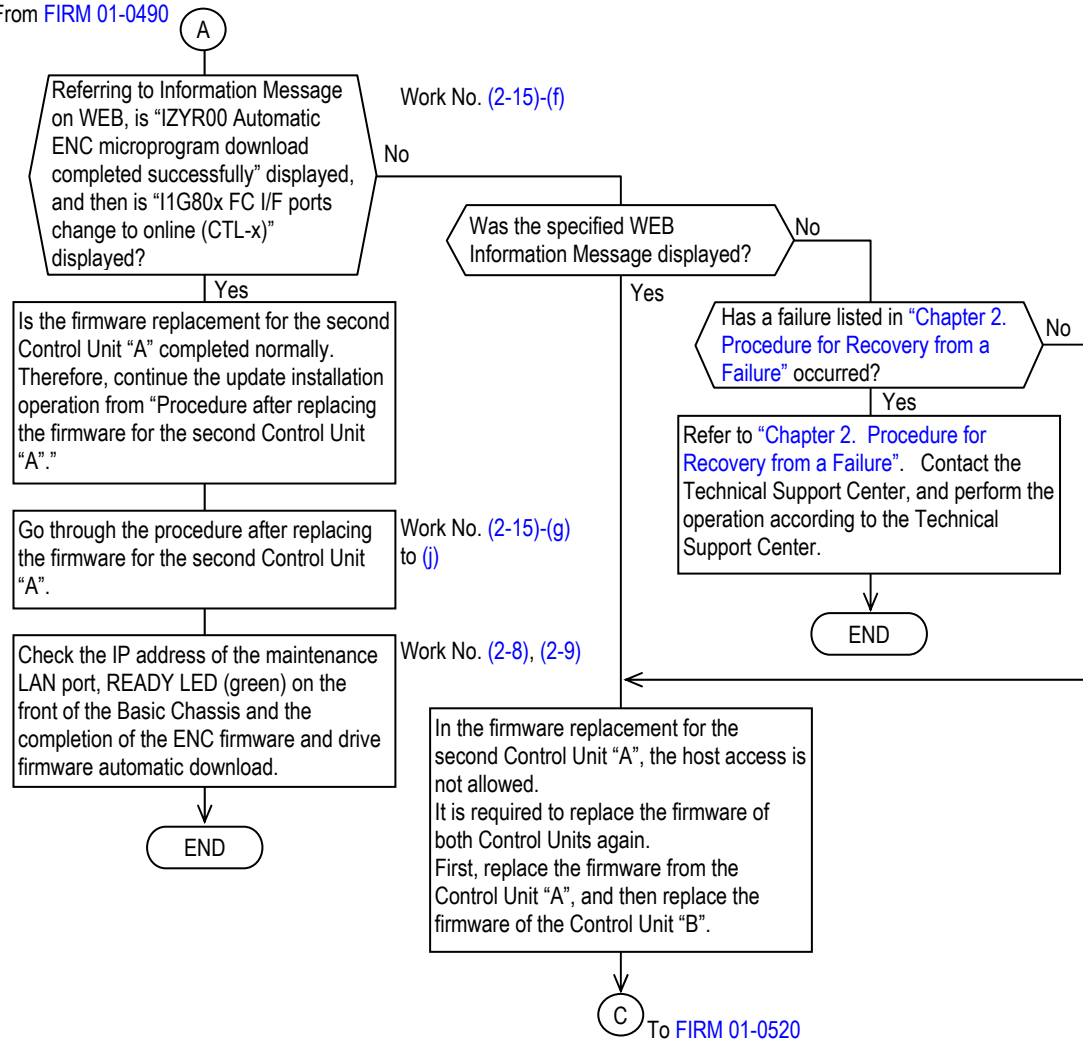 From FIRM 01-0490
A
Referring to Information Message
on WEB, is “IZYR00 Automatic
ENC microprogram download
completed successfully” displayed,
and then is “I1G80x FC I/F ports
change to online (CTL-x)”
displayed?
Work No. (2-15)-(f)
No
Yes
Was the specified WEB
Information Message displayed?
No
Yes
Has a failure listed in “Chapter 2.
Procedure for Recovery from a
Failure” occurred?
No
Yes
Refer to “Chapter 2. Procedure for
Recovery from a Failure”. Contact the
Technical Support Center, and perform the
operation according to the Technical
Support Center.
END
Is the firmware replacement for the second
Control Unit “A” completed normally.
Therefore, continue the update installation
operation from “Procedure after replacing
the firmware for the second Control Unit
“A”.”
Go through the procedure after replacing
the firmware for the second Control Unit
“A”.
Work No. (2-15)-(g)
to (j)
Check the IP address of the maintenance
LAN port, READY LED (green) on the
front of the Basic Chassis and the
completion of the ENC firmware and drive
firmware automatic download.
Work No. (2-8), (2-9)
END
In the firmware replacement for the
second Control Unit “A”, the host access is
not allowed.
It is required to replace the firmware of
both Control Units again.
First, replace the firmware from the
Control Unit “A”, and then replace the
firmware of the Control Unit “B”.
C
To FIRM 01-0520